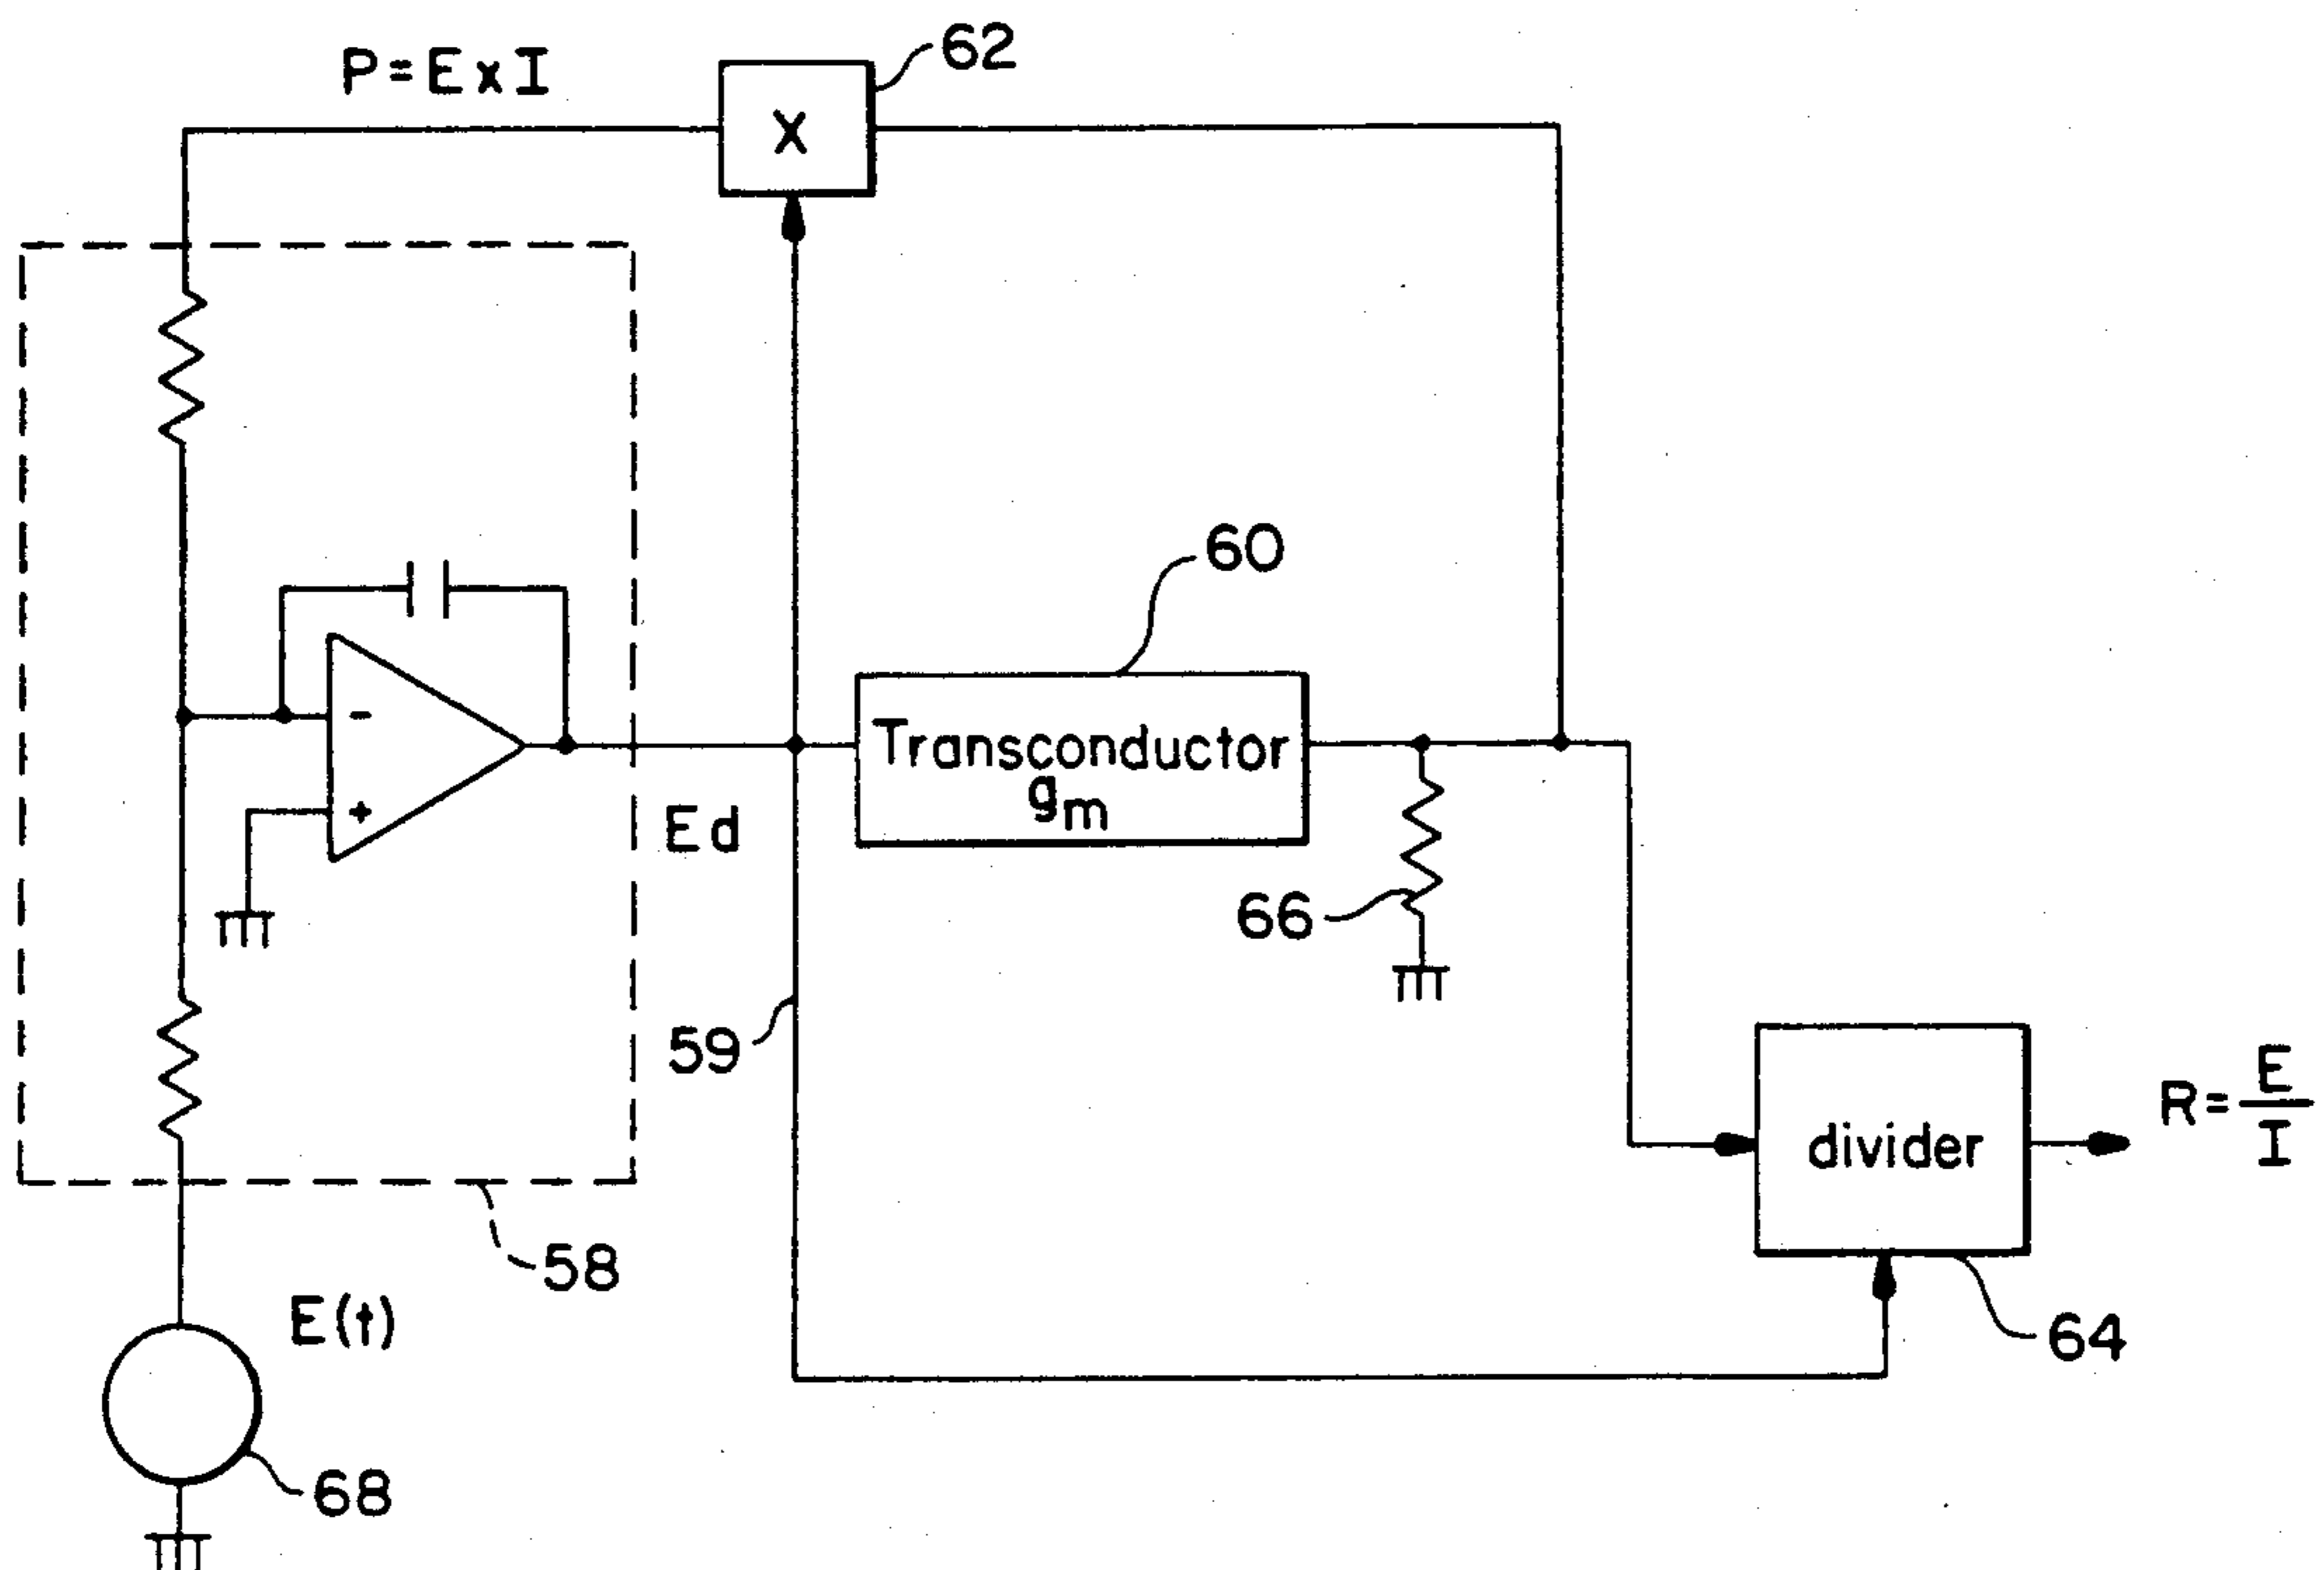 62
P=ExI
X
60
-
Transconductor
gm
+
Ed
66
59
R=E/I
divider
58
E(t)
64
68